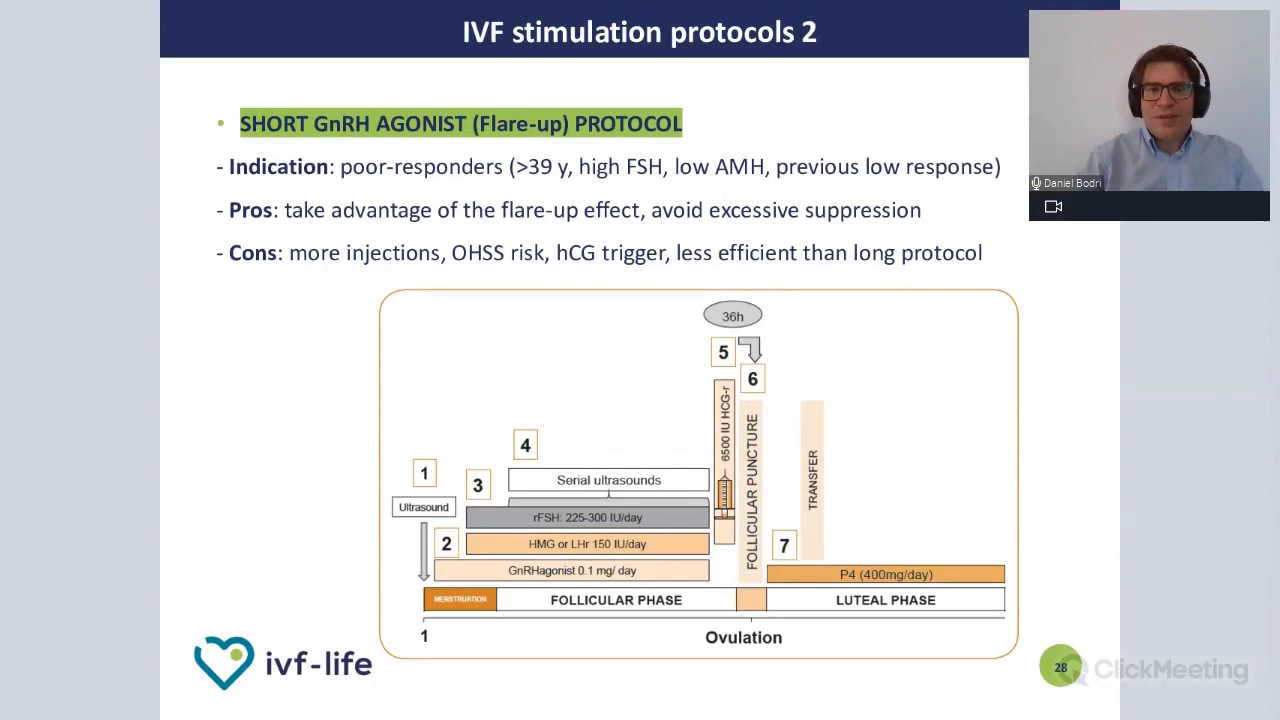 IVF stimulation protocols 2
• SHORT GnRH AGONIST (Flare-up) PROTOCOL
- Indication: poor-responders (>39 y, high FSH, low AMH, previous low response)
- Pros: take advantage of the flare-up effect, avoid excessive suppression
- Cons: more injections, OHSS risk, hCG trigger, less efficient than long protocol
Daniel Bodri
36h
5
6
6500 IU HCG-r
FOLLICULAR PUNCTURE
TRANSFER
4
1
3
Serial ultrasounds
Ultrasound
rFSH: 225-300 IU/day
2
HMG or LHr 150 IU/day
7
GnRHagonist 0.1 mg/ day
P4 (400mg/day)
MENSTRUATION
FOLLICULAR PHASE
LUTEAL PHASE
1
Ovulation
ivf-life
28
ClickMeeting